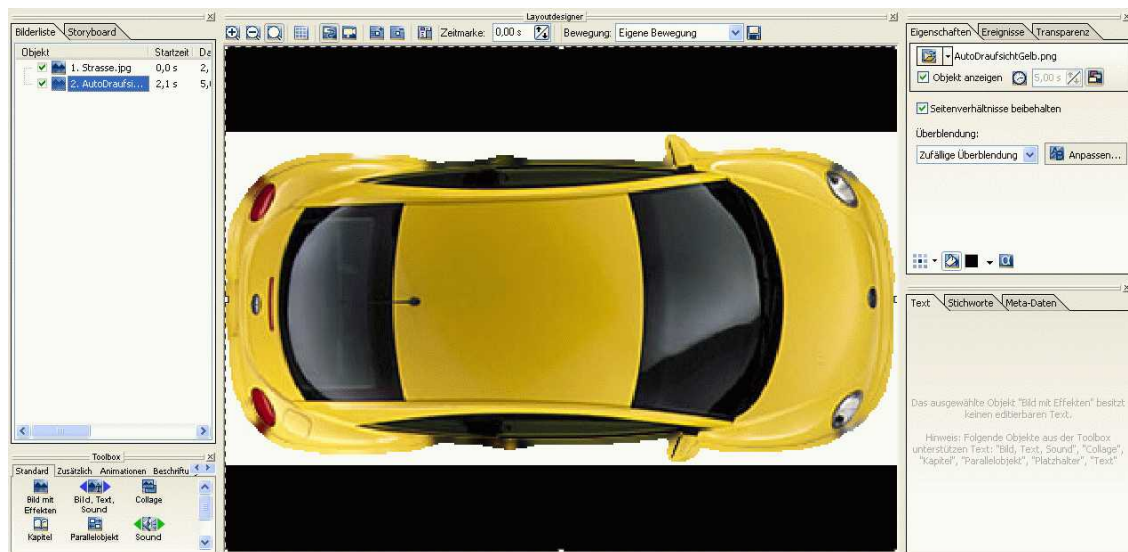 Bilderliste Storyboard
Objekt Startzeit
1. Strasse.jpg 0,0 s 2,
2. AutoDraufsi... 2,1 s 5,
Toolbox
Standard Zusätzlich Animationen Beschriftu
Bild mit Effekten
Bild, Text, Sound
Collage
Kapitel Parallelobjekt Sound
Layoutdesigner
Zeitmarke: 0,00 s Bewegung: Eigene Bewegung
Eigenschaften Ereignisse Transparenz
AutoDraufsichtGelb.png
Objekt anzeigen 5,00 s
Seitenverhältnisse beibehalten
Überblendung:
Zufällige Überblendung Anpassen...
Text Stichworte Meta-Daten
Das ausgewählte Objekt "Bild mit Effekten" besitzt
keinen editierbaren Text.
Hinweis: Folgende Objekte aus der Toolbox
unterstützen Text: "Bild, Text, Sound", "Collage",
"Kapitel", "Parallelobjekt", "Platzhalter", "Text"